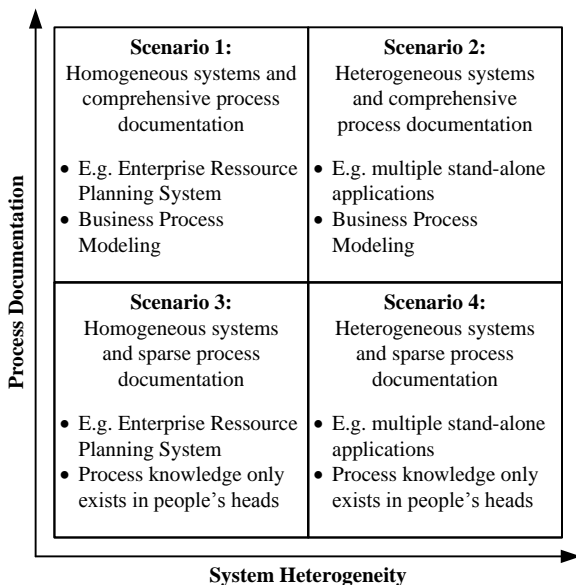 Process Documentation
Scenario 1:
Homogeneous systems and
comprehensive process
documentation
• E.g. Enterprise Ressource
Planning System
• Business Process
Modeling
Scenario 2:
Heterogeneous systems
and comprehensive
process documentation
• E.g. multiple stand-alone
applications
• Business Process
Modeling
Scenario 3:
Homogeneous systems
and sparse process
documentation
• E.g. Enterprise Ressource
Planning System
• Process knowledge only
exists in people’s heads
Scenario 4:
Heterogeneous systems
and sparse process
documentation
• E.g. multiple stand-alone
applications
• Process knowledge only
exists in people’s heads
System Heterogeneity